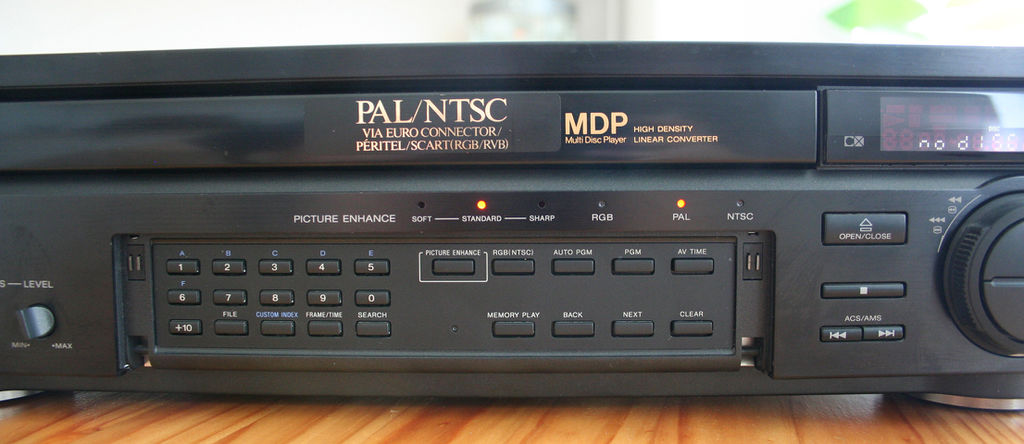 PAL/NTSC
VIA EURO CONNECTOR/
PÉRITEL/SCART(RGB/RVB)
MDP
Multi Disc Player
HIGH DENSITY
LINEAR CONVERTER
CX
no dISC
PICTURE ENHANCE
SOFT STANDARD SHARP
RGB
PAL
NTSC
OPEN/CLOSE
A B C D E
1 2 3 4 5
F
6 7 8 9 0
+10
FILE
CUSTOM INDEX
FRAME/TIME
SEARCH
PICTURE ENHANCE
RGB(NTSC)
AUTO PGM
PGM
AV TIME
MEMORY PLAY
BACK
NEXT
CLEAR
S — LEVEL
MIN• •MAX
ACS/AMS